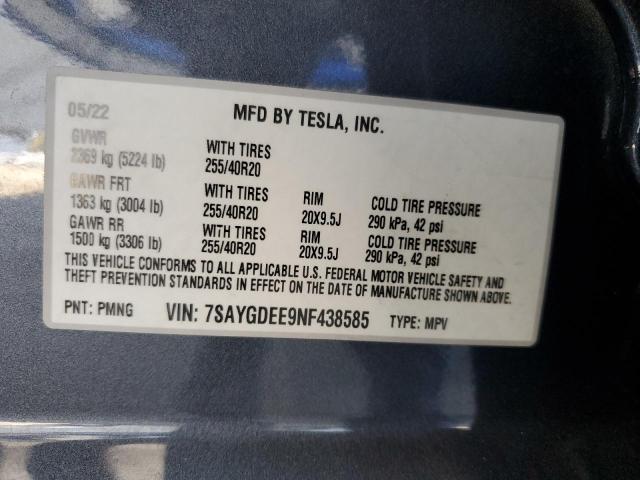 05/22 MFD BY TESLA, INC.
GVWR WITH TIRES
2369 kg (5224 lb) 255/40R20
GAWR FRT WITH TIRES RIM COLD TIRE PRESSURE
1363 kg (3004 lb) 255/40R20 20X9.5J 290 kPa, 42 psi
GAWR RR WITH TIRES RIM COLD TIRE PRESSURE
1500 kg (3306 lb) 255/40R20 20X9.5J 290 kPa, 42 psi
THIS VEHICLE CONFORMS TO ALL APPLICABLE U.S. FEDERAL MOTOR VEHICLE SAFETY AND
THEFT PREVENTION STANDARDS IN EFFECT ON THE DATE OF MANUFACTURE SHOWN ABOVE.
PNT: PMNG VIN: 7SAYGDEE9NF438585 TYPE: MPV